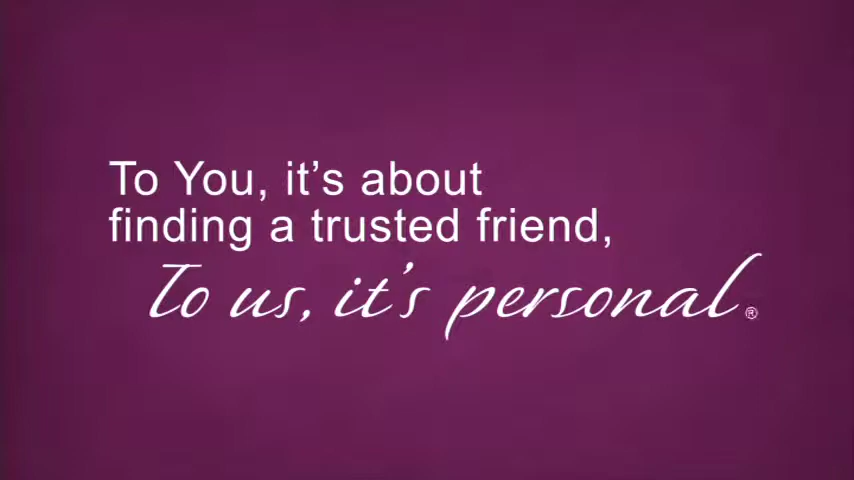 To You, it's about
finding a trusted friend,
To us, it's personal.®